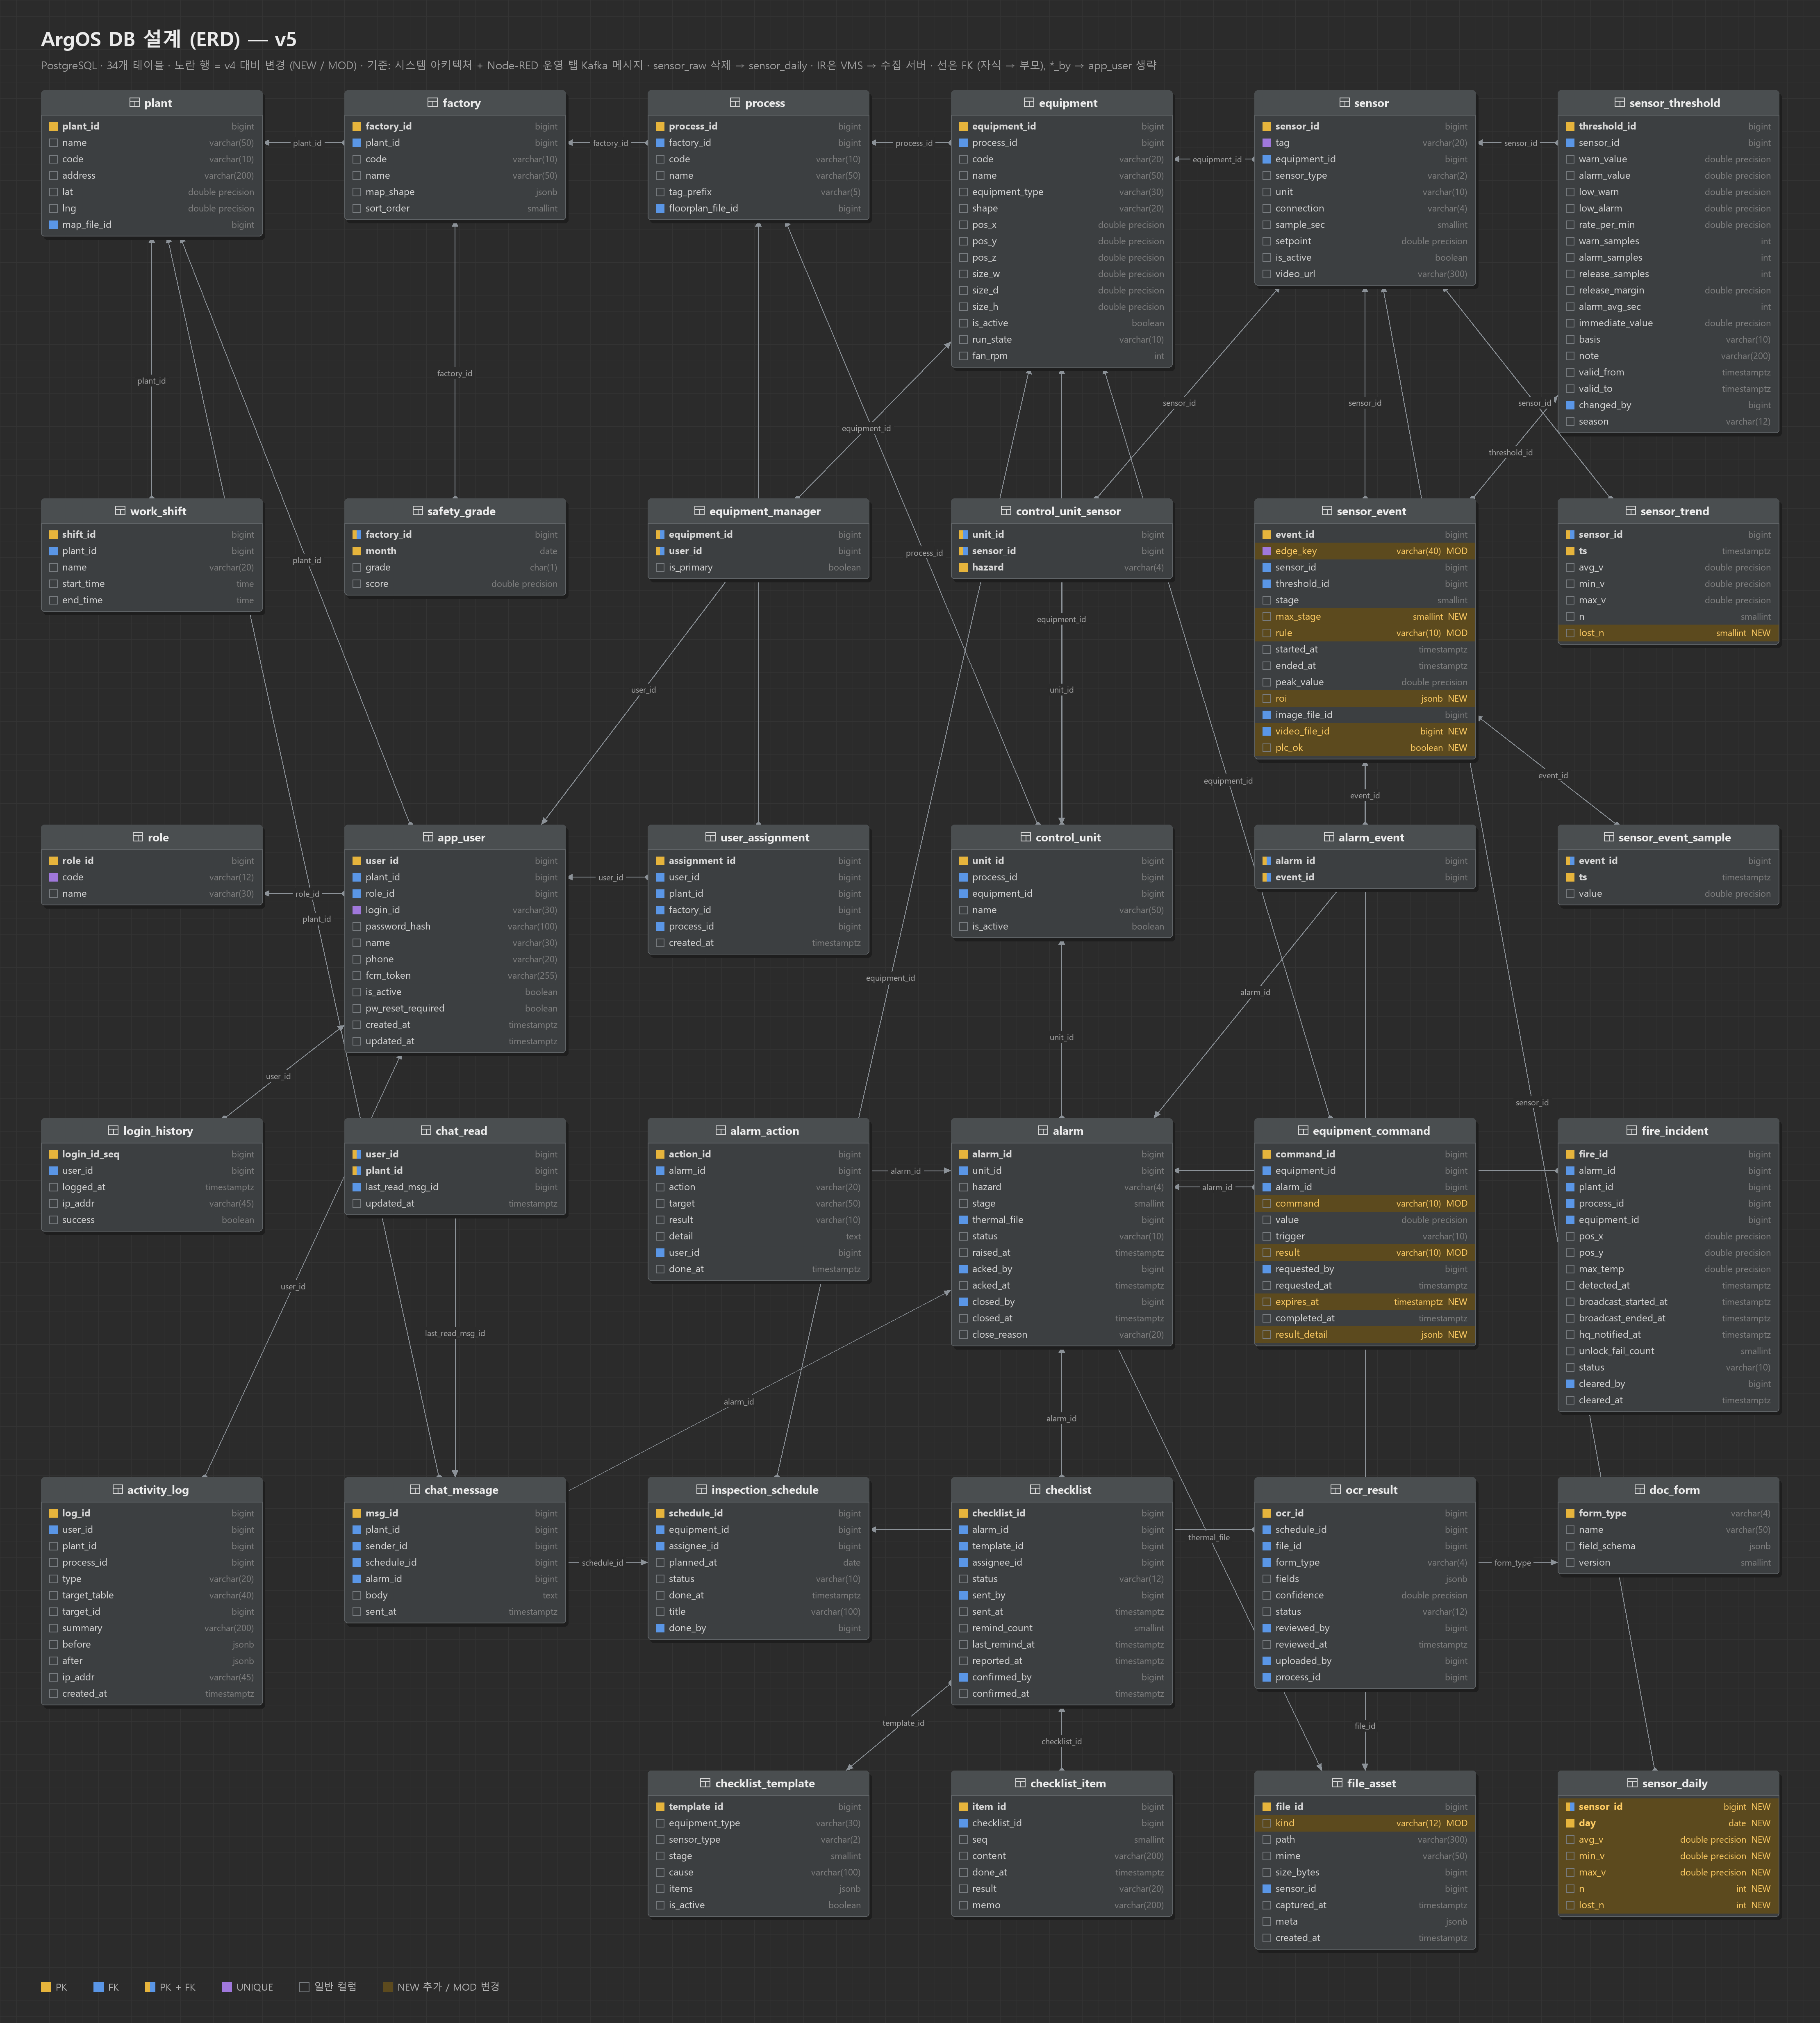 ArgOS DB 설계 (ERD) — v5
PostgreSQL · 34개 테이블 · 노란 행 = v4 대비 변경 (NEW / MOD) · 기준: 시스템 아키텍처 + Node-RED 운영 탭 Kafka 메시지 · sensor_raw 삭제 → sensor_daily · IR은 VMS → 수집 서버 · 선은 FK (자식 → 부모), *_by → app_user 생략
plant
plant_id bigint
name varchar(50)
code varchar(10)
address varchar(200)
lat double precision
lng double precision
map_file_id bigint
plant_id
factory
factory_id bigint
plant_id bigint
code varchar(10)
name varchar(50)
map_shape jsonb
sort_order smallint
factory_id
process
process_id bigint
factory_id bigint
code varchar(10)
name varchar(50)
tag_prefix varchar(5)
floorplan_file_id bigint
process_id
equipment
equipment_id bigint
process_id bigint
code varchar(20)
name varchar(50)
equipment_type varchar(30)
shape varchar(20)
pos_x double precision
pos_y double precision
pos_z double precision
size_w double precision
size_d double precision
size_h double precision
is_active boolean
run_state varchar(10)
fan_rpm int
equipment_id
sensor
sensor_id bigint
tag varchar(20)
equipment_id bigint
sensor_type varchar(2)
unit varchar(10)
connection varchar(4)
sample_sec smallint
setpoint double precision
is_active boolean
video_url varchar(300)
sensor_id
sensor_threshold
threshold_id bigint
sensor_id bigint
warn_value double precision
alarm_value double precision
low_warn double precision
low_alarm double precision
rate_per_min double precision
warn_samples int
alarm_samples int
release_samples int
release_margin double precision
alarm_avg_sec int
immediate_value double precision
basis varchar(10)
note varchar(200)
valid_from timestamptz
valid_to timestamptz
changed_by bigint
season varchar(12)
plant_id
factory_id
equipment_id
sensor_id
sensor_id
sensor_id
threshold_id
work_shift
shift_id bigint
plant_id bigint
name varchar(20)
start_time time
end_time time
safety_grade
factory_id bigint
month date
grade char(1)
score double precision
equipment_manager
equipment_id bigint
user_id bigint
is_primary boolean
control_unit_sensor
unit_id bigint
sensor_id bigint
hazard varchar(4)
sensor_event
event_id bigint
edge_key varchar(40) MOD
sensor_id bigint
threshold_id bigint
stage smallint
max_stage smallint NEW
rule varchar(10) MOD
started_at timestamptz
ended_at timestamptz
peak_value double precision
roi jsonb NEW
image_file_id bigint
video_file_id bigint NEW
plc_ok boolean NEW
sensor_trend
sensor_id bigint
ts timestamptz
avg_v double precision
min_v double precision
max_v double precision
n smallint
lost_n smallint NEW
plant_id
process_id
equipment_id
user_id
unit_id
equipment_id
event_id
event_id
role
role_id bigint
code varchar(12)
name varchar(30)
role_id
plant_id
app_user
user_id bigint
plant_id bigint
role_id bigint
login_id varchar(30)
password_hash varchar(100)
name varchar(30)
phone varchar(20)
fcm_token varchar(255)
is_active boolean
pw_reset_required boolean
created_at timestamptz
updated_at timestamptz
user_id
user_assignment
assignment_id bigint
user_id bigint
plant_id bigint
factory_id bigint
process_id bigint
created_at timestamptz
control_unit
unit_id bigint
process_id bigint
equipment_id bigint
name varchar(50)
is_active boolean
alarm_event
alarm_id bigint
event_id bigint
sensor_event_sample
event_id bigint
ts timestamptz
value double precision
equipment_id
alarm_id
unit_id
user_id
sensor_id
login_history
login_id_seq bigint
user_id bigint
logged_at timestamptz
ip_addr varchar(45)
success boolean
chat_read
user_id bigint
plant_id bigint
last_read_msg_id bigint
updated_at timestamptz
alarm_action
action_id bigint
alarm_id bigint
action varchar(20)
target varchar(50)
result varchar(10)
detail text
user_id bigint
done_at timestamptz
alarm_id
alarm
alarm_id bigint
unit_id bigint
hazard varchar(4)
stage smallint
thermal_file bigint
status varchar(10)
raised_at timestamptz
acked_by bigint
acked_at timestamptz
closed_by bigint
closed_at timestamptz
close_reason varchar(20)
alarm_id
equipment_command
command_id bigint
equipment_id bigint
alarm_id bigint
command varchar(10) MOD
value double precision
trigger varchar(10)
result varchar(10) MOD
requested_by bigint
requested_at timestamptz
expires_at timestamptz NEW
completed_at timestamptz
result_detail jsonb NEW
fire_incident
fire_id bigint
alarm_id bigint
plant_id bigint
process_id bigint
equipment_id bigint
pos_x double precision
pos_y double precision
max_temp double precision
detected_at timestamptz
broadcast_started_at timestamptz
broadcast_ended_at timestamptz
hq_notified_at timestamptz
unlock_fail_count smallint
status varchar(10)
cleared_by bigint
cleared_at timestamptz
user_id
last_read_msg_id
alarm_id
alarm_id
activity_log
log_id bigint
user_id bigint
plant_id bigint
process_id bigint
type varchar(20)
target_table varchar(40)
target_id bigint
summary varchar(200)
before jsonb
after jsonb
ip_addr varchar(45)
created_at timestamptz
chat_message
msg_id bigint
plant_id bigint
sender_id bigint
schedule_id bigint
alarm_id bigint
body text
sent_at timestamptz
schedule_id
inspection_schedule
schedule_id bigint
equipment_id bigint
assignee_id bigint
planned_at date
status varchar(10)
done_at timestamptz
title varchar(100)
done_by bigint
checklist
checklist_id bigint
alarm_id bigint
template_id bigint
assignee_id bigint
status varchar(12)
sent_by bigint
sent_at timestamptz
remind_count smallint
last_remind_at timestamptz
reported_at timestamptz
confirmed_by bigint
confirmed_at timestamptz
thermal_file
ocr_result
ocr_id bigint
schedule_id bigint
file_id bigint
form_type varchar(4)
fields jsonb
confidence double precision
status varchar(12)
reviewed_by bigint
reviewed_at timestamptz
uploaded_by bigint
process_id bigint
form_type
doc_form
form_type varchar(4)
name varchar(50)
field_schema jsonb
version smallint
template_id
checklist_id
file_id
checklist_template
template_id bigint
equipment_type varchar(30)
sensor_type varchar(2)
stage smallint
cause varchar(100)
items jsonb
is_active boolean
checklist_item
item_id bigint
checklist_id bigint
seq smallint
content varchar(200)
done_at timestamptz
result varchar(20)
memo varchar(200)
file_asset
file_id bigint
kind varchar(12) MOD
path varchar(300)
mime varchar(50)
size_bytes bigint
sensor_id bigint
captured_at timestamptz
meta jsonb
created_at timestamptz
sensor_daily
sensor_id bigint NEW
day date NEW
avg_v double precision NEW
min_v double precision NEW
max_v double precision NEW
n int NEW
lost_n int NEW
PK FK PK + FK UNIQUE 일반 컬럼 NEW 추가 / MOD 변경